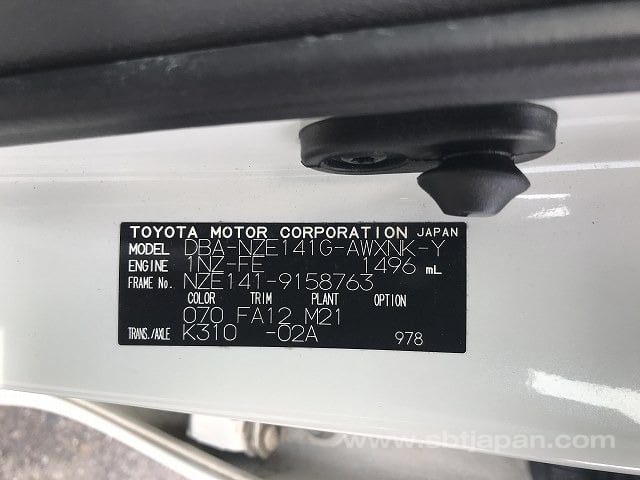 TOYOTA MOTOR CORPORATION JAPAN
MODEL DBA-NZE141G-AWXNK-Y
ENGINE 1NZ-FE 1496 mL
FRAME No. NZE141-9158763
COLOR TRIM PLANT OPTION
070 FA12 M21
TRANS./AXLE K310 -02A 978
www.sbtjapan.com